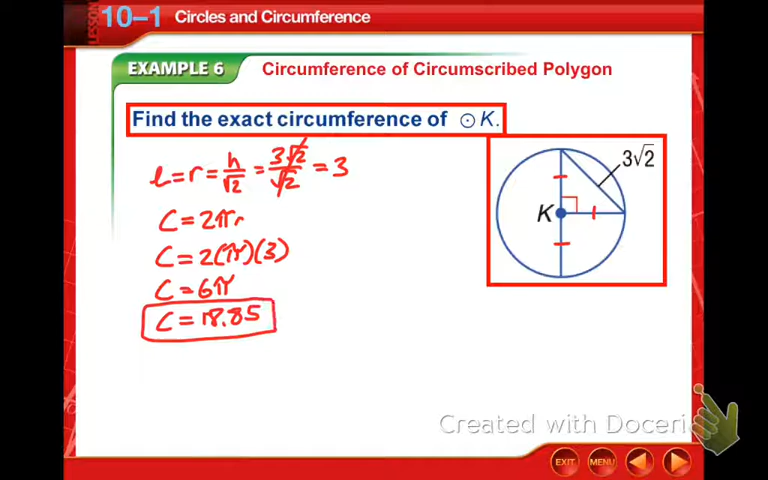 LESSON 10–1 Circles and Circumference
EXAMPLE 6 Circumference of Circumscribed Polygon
Find the exact circumference of ⊙ K.
3√2
K
ℓ = r = h/√2 = 3√2/√2 = 3
C = 2πr
C = 2(π)(3)
C = 6π
C = 18.85
Created with Doceri
EXIT MENU